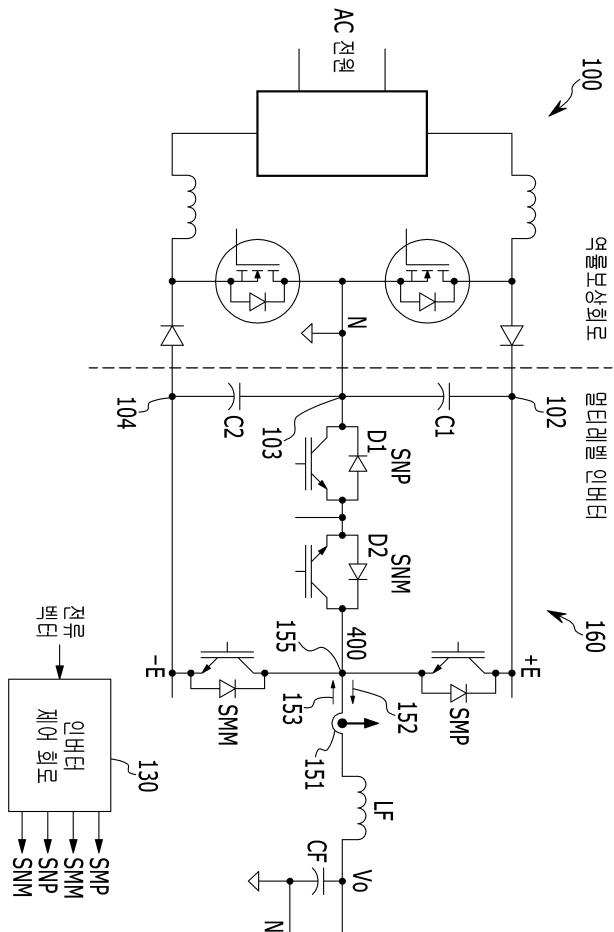 역률보상회로
멀티레벨 인버터
100
160
102
+E
C1
SMP
AC 전원
N
103
SNP
D1
SNM
D2
400
155
152
153
151
LF
Vo
CF
N
C2
SMM
104
-E
전류
벡터
인버터
제어 회로
130
SMP
SMM
SNP
SNM